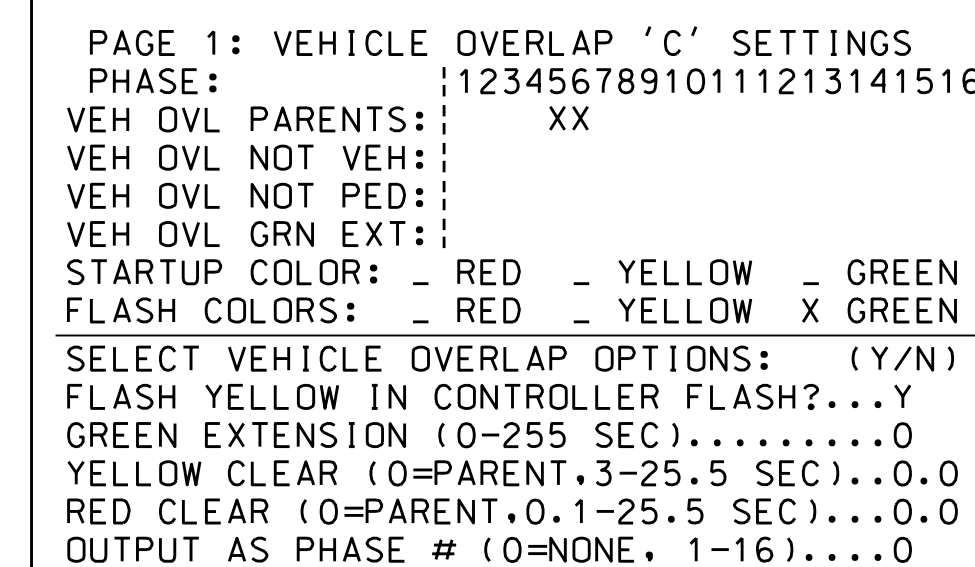 PAGE 1: VEHICLE OVERLAP 'C' SETTINGS
PHASE: ¦12345678910111213141516
VEH OVL PARENTS:¦ XX
VEH OVL NOT VEH:¦
VEH OVL NOT PED:¦
VEH OVL GRN EXT:¦
STARTUP COLOR: _ RED _ YELLOW _ GREEN
FLASH COLORS: _ RED _ YELLOW X GREEN
SELECT VEHICLE OVERLAP OPTIONS: (Y/N)
FLASH YELLOW IN CONTROLLER FLASH?...Y
GREEN EXTENSION (0-255 SEC).........0
YELLOW CLEAR (0=PARENT,3-25.5 SEC)..0.0
RED CLEAR (0=PARENT,0.1-25.5 SEC)...0.0
OUTPUT AS PHASE # (0=NONE, 1-16)....0